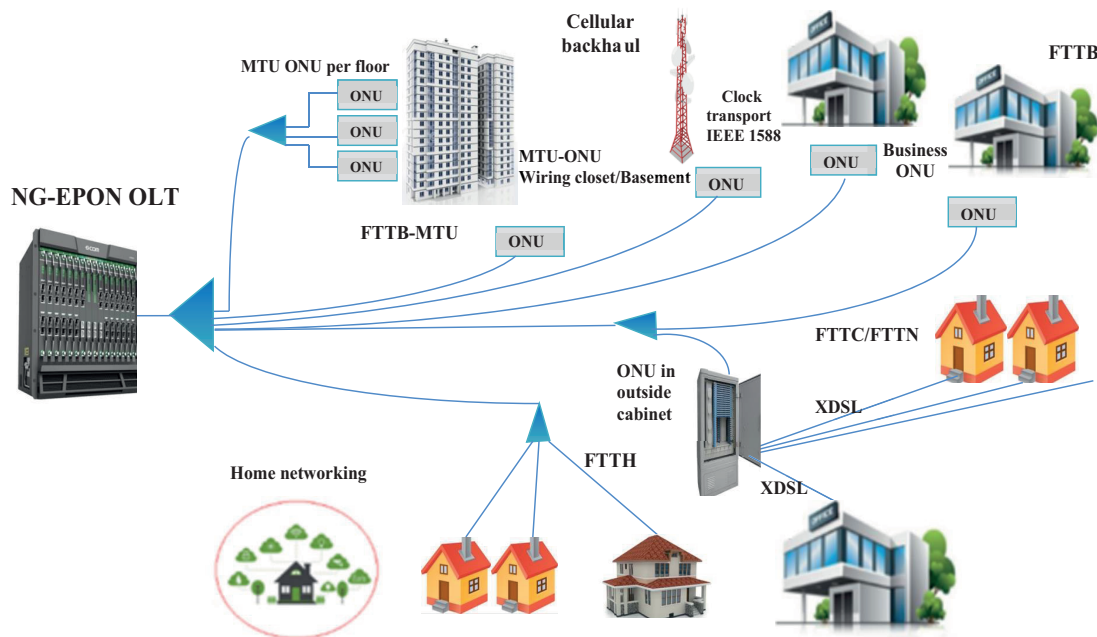 Cellular
backhaul
FTTB
MTU ONU per floor
ONU
ONU
ONU
Clock
transport
IEEE 1588
MTU-ONU
Wiring closet/Basement
ONU
ONU
Business
ONU
NG-EPON OLT
FTTB-MTU
ONU
ONU
FTTC/FTTN
ONU in
outside
cabinet
XDSL
FTTH
XDSL
Home networking